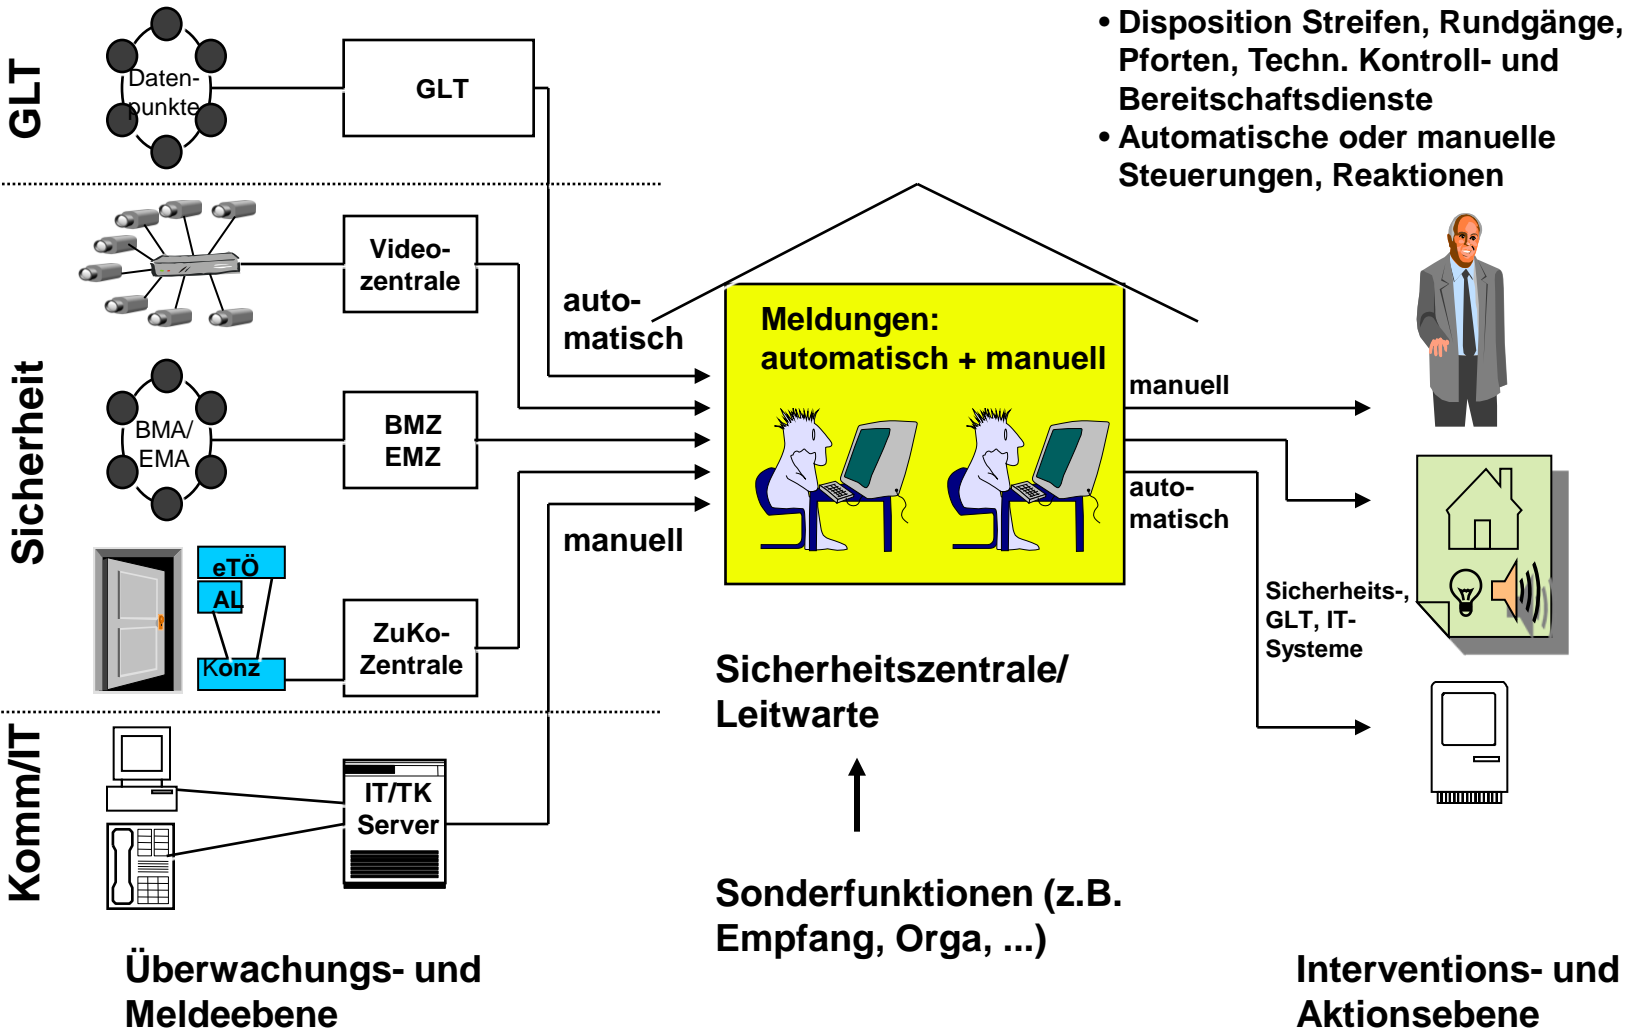 GLT
Daten-
punkte
GLT
• Disposition Streifen, Rundgänge,
Pforten, Techn. Kontroll- und
Bereitschaftsdienste
• Automatische oder manuelle
Steuerungen, Reaktionen
Sicherheit
Video-
zentrale
BMA/
EMA
BMZ
EMZ
eTÖ
AL
Konz
ZuKo-
Zentrale
Komm/IT
IT/TK
Server
auto-
matisch
manuell
Meldungen:
automatisch + manuell
manuell
auto-
matisch
Sicherheits-,
GLT, IT-
Systeme
Sicherheitszentrale/
Leitwarte
Sonderfunktionen (z.B.
Empfang, Orga, ...)
Überwachungs- und
Meldeebene
Interventions- und
Aktionsebene